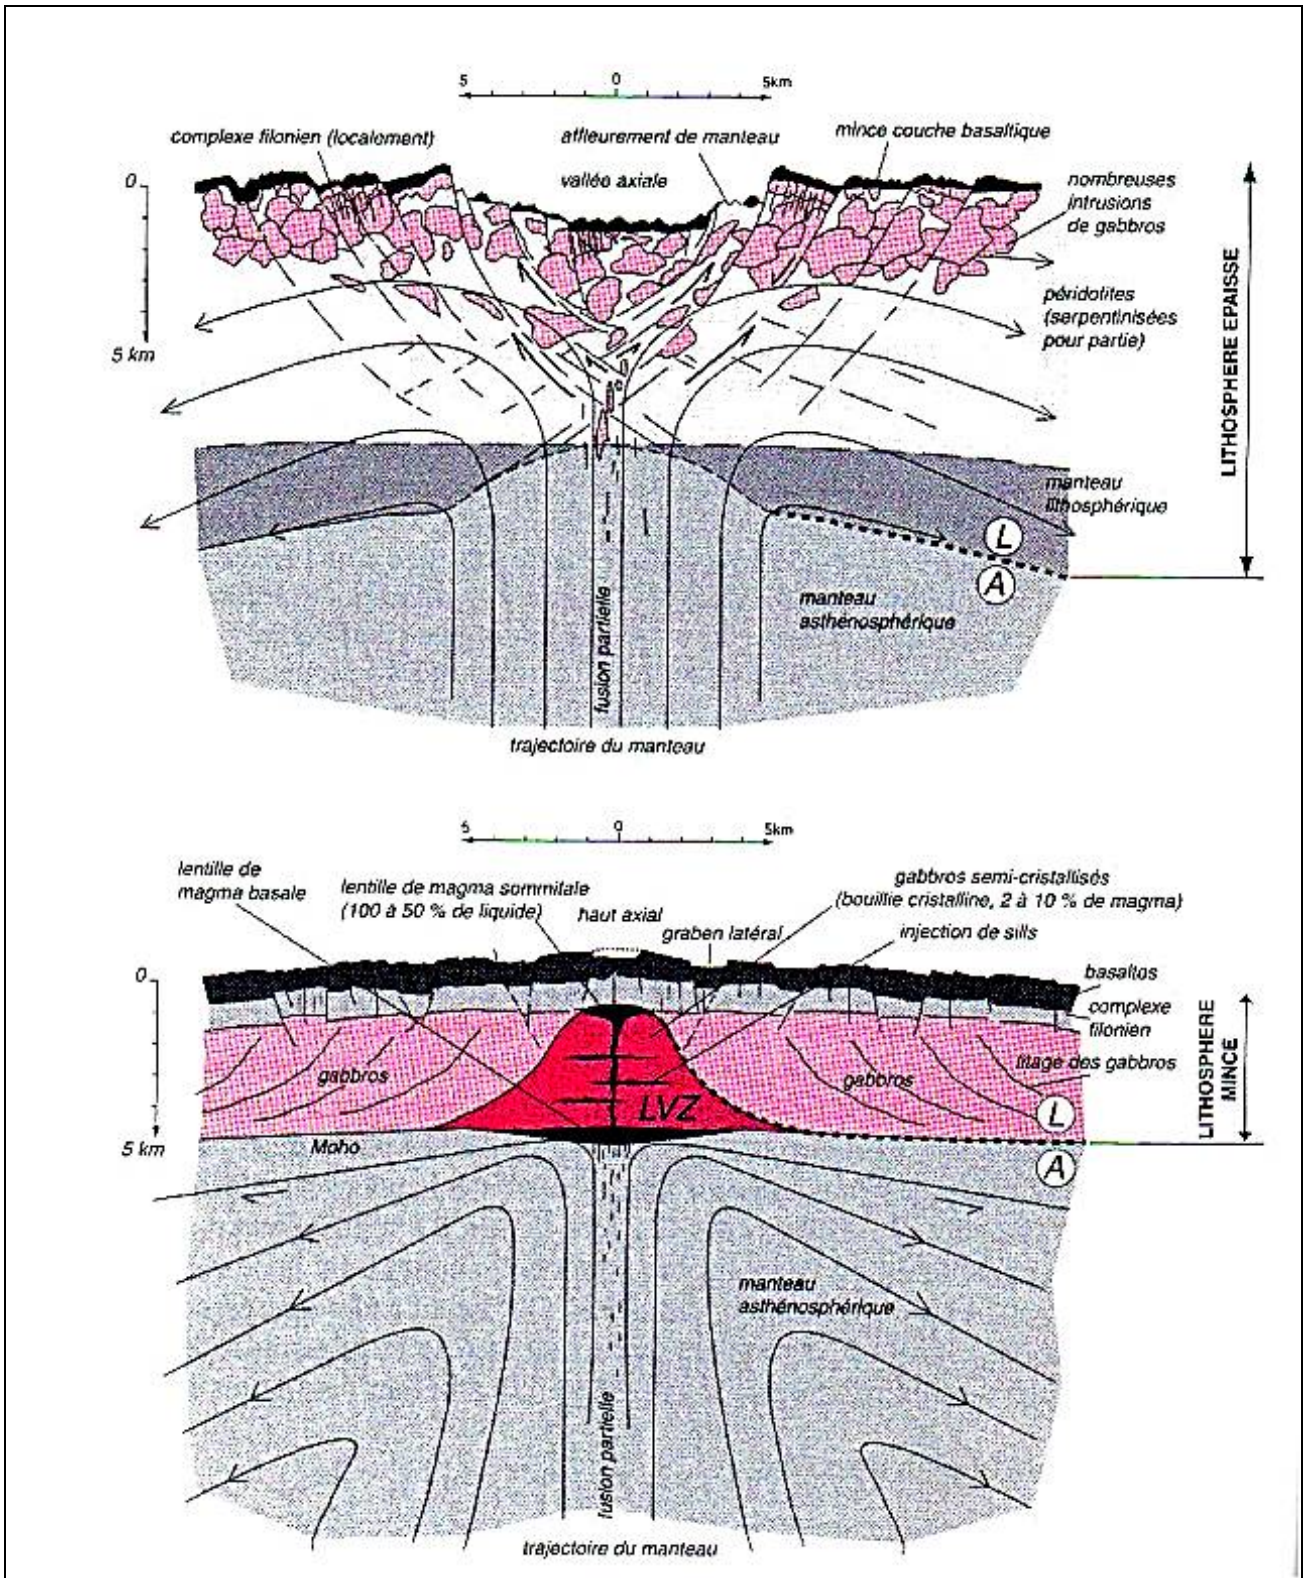 5 0 5km
complexe filonien (localement)
affleurement de manteau
mince couche basaltique
vallée axiale
0
nombreuses
intrusions
de gabbros
péridotites
(serpentinisées
pour partie)
5 km
LITHOSPHERE EPAISSE
manteau
lithosphérique
L
A
manteau
asthénosphérique
fusion partielle
trajectoire du manteau
5 0 5km
lentille de
magma basale
lentille de magma sommitale
(100 à 50 % de liquide)
haut axial
graben latéral
gabbros semi-cristallisés
(bouillie cristalline, 2 à 10 % de magma)
injection de sills
0
basaltes
complexe
filonien
litage des gabbros
LITHOSPHERE
MINCE
gabbros
LVZ
gabbros
L
5 km
Moho
A
manteau
asthénosphérique
fusion partielle
trajectoire du manteau